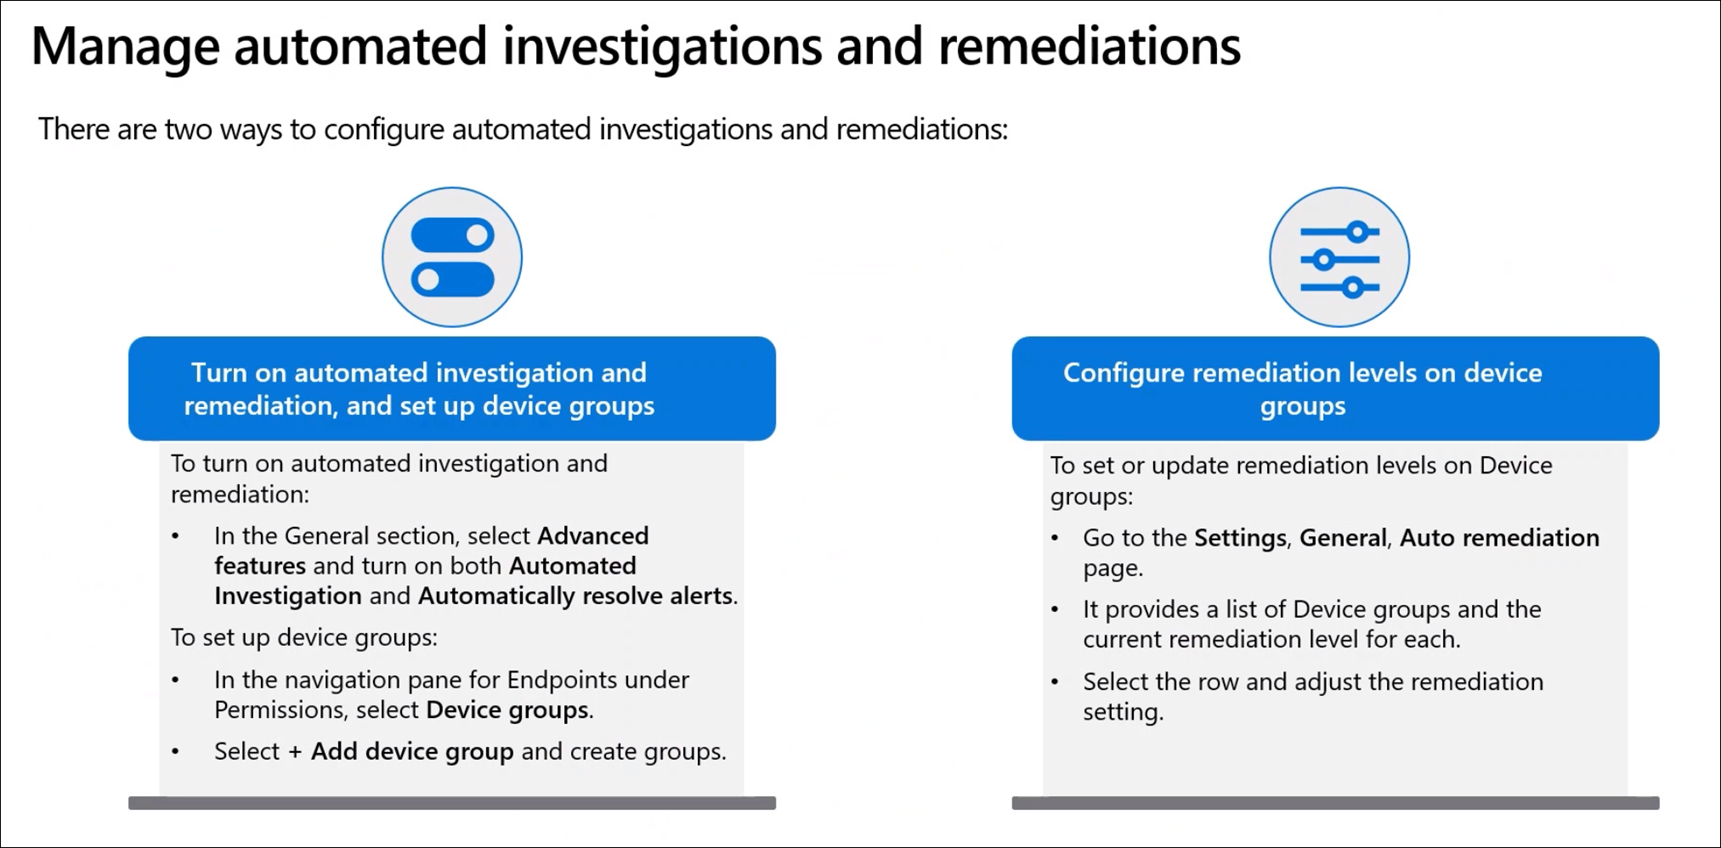 Manage automated investigations and remediations
There are two ways to configure automated investigations and remediations:
Turn on automated investigation and
remediation, and set up device groups
To turn on automated investigation and
remediation:
• In the General section, select Advanced
features and turn on both Automated
Investigation and Automatically resolve alerts.
To set up device groups:
• In the navigation pane for Endpoints under
Permissions, select Device groups.
• Select + Add device group and create groups.
Configure remediation levels on device
groups
To set or update remediation levels on Device
groups:
• Go to the Settings, General, Auto remediation
page.
• It provides a list of Device groups and the
current remediation level for each.
• Select the row and adjust the remediation
setting.